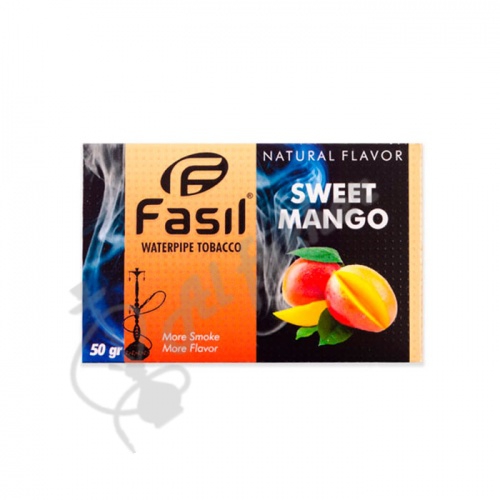 Fasil®
WATERPIPE TOBACCO
More Smoke
More Flavor
50 gr
NATURAL FLAVOR
SWEET
MANGO